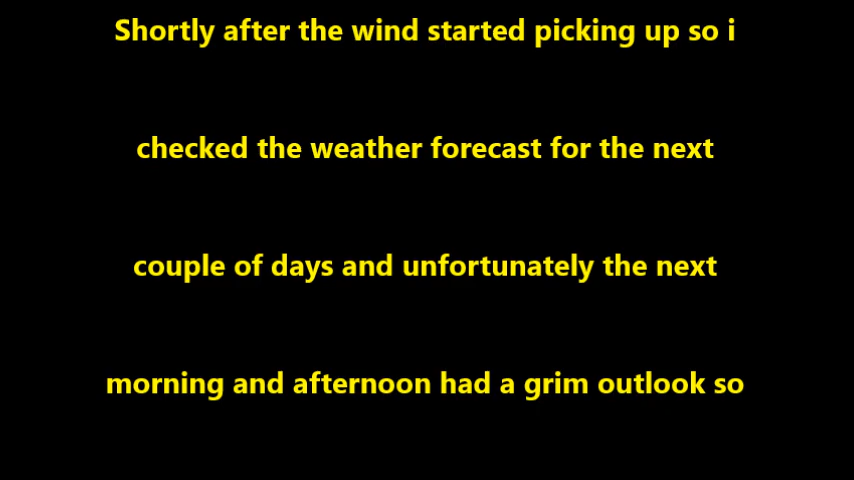 Shortly after the wind started picking up so i
checked the weather forecast for the next
couple of days and unfortunately the next
morning and afternoon had a grim outlook so